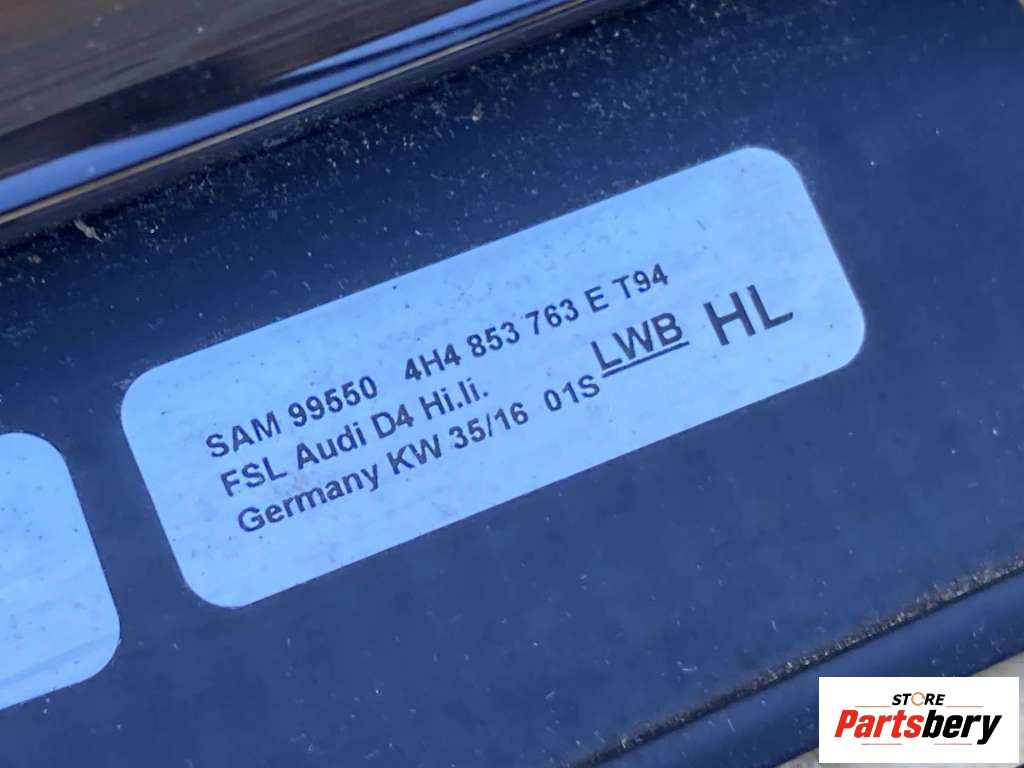 SAM 99550 4H4 853 763 E T94
FSL Audi D4 Hi.li.
Germany KW 35/16 01S LWB HL
STORE
Partsbery